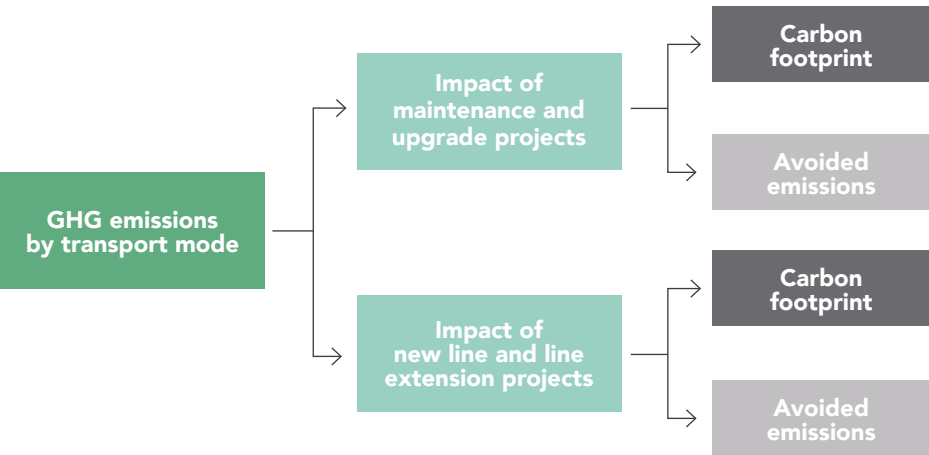 GHG emissions
by transport mode
Impact of
maintenance and
upgrade projects
Carbon
footprint
Avoided
emissions
Impact of
new line and line
extension projects
Carbon
footprint
Avoided
emissions